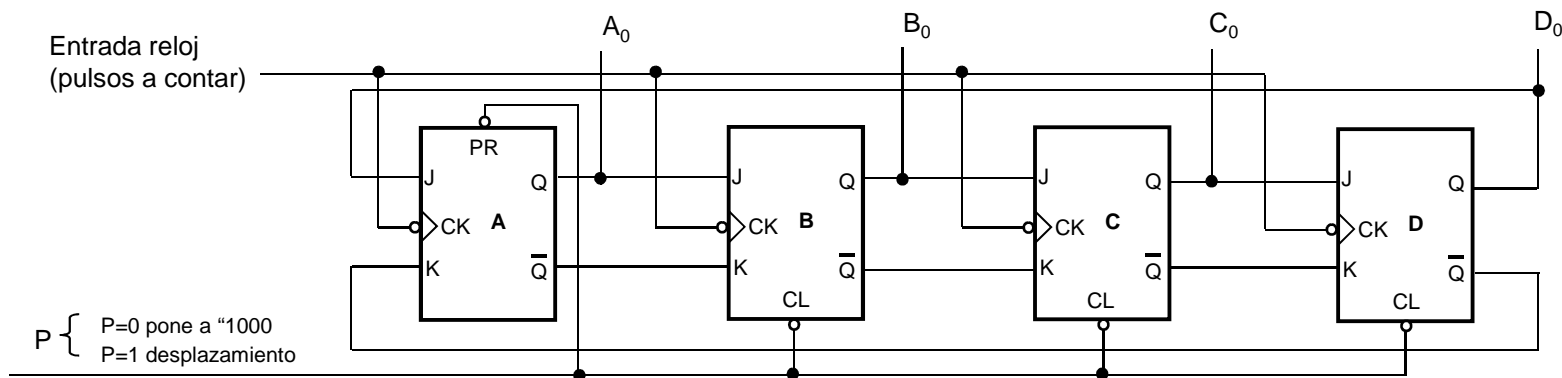 A0
B0
C0
D0
Entrada reloj
(pulsos a contar)
PR
J
Q
CK
A
K
Q
J
Q
CK
B
K
Q
CL
J
Q
CK
C
K
Q
CL
J
Q
CK
D
K
Q
CL
P
P=0 pone a “1000
P=1 desplazamiento